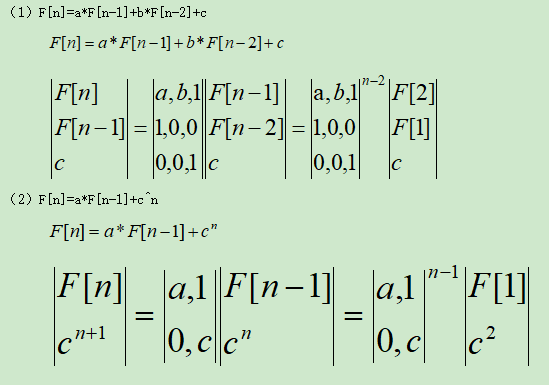 (1) F[n]=a*F[n-1]+b*F[n-2]+c
F[n] = a * F[n-1] + b * F[n-2] + c
|F[n]| |a,b,1||F[n-1]| |a,b,1|^{n-2} |F[2]|
|F[n-1]| = |1,0,0||F[n-2]| = |1,0,0| |F[1]|
|c| |0,0,1||c| |0,0,1| |c|
(2) F[n]=a*F[n-1]+c^n
F[n] = a * F[n-1] + c^n
|F[n]| = |a,1||F[n-1]| = |a,1|^{n-1} |F[1]|
|c^{n+1}| |0,c||c^n| |0,c| |c^2|